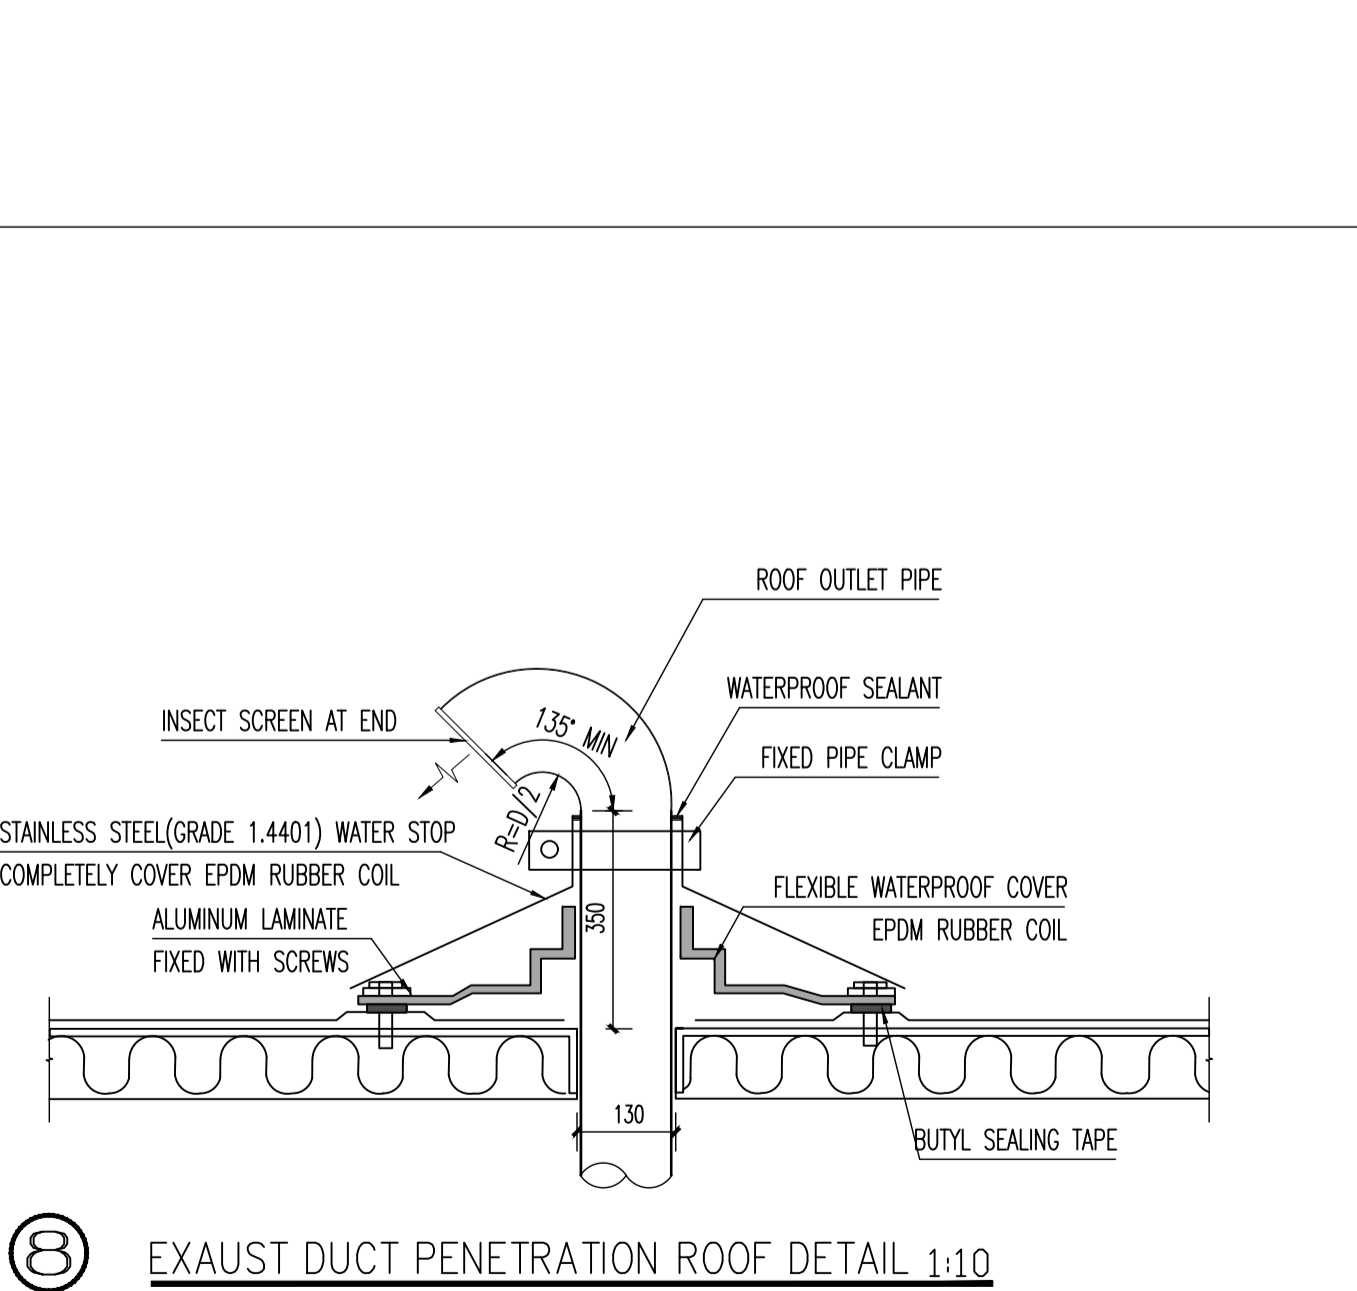 ROOF OUTLET PIPE
WATERPROOF SEALANT
INSECT SCREEN AT END
135° MIN
FIXED PIPE CLAMP
R=D/2
STAINLESS STEEL(GRADE 1.4401) WATER STOP
COMPLETELY COVER EPDM RUBBER COIL
FLEXIBLE WATERPROOF COVER
EPDM RUBBER COIL
ALUMINUM LAMINATE
FIXED WITH SCREWS
350
130
BUTYL SEALING TAPE
8
EXAUST DUCT PENETRATION ROOF DETAIL 1:10